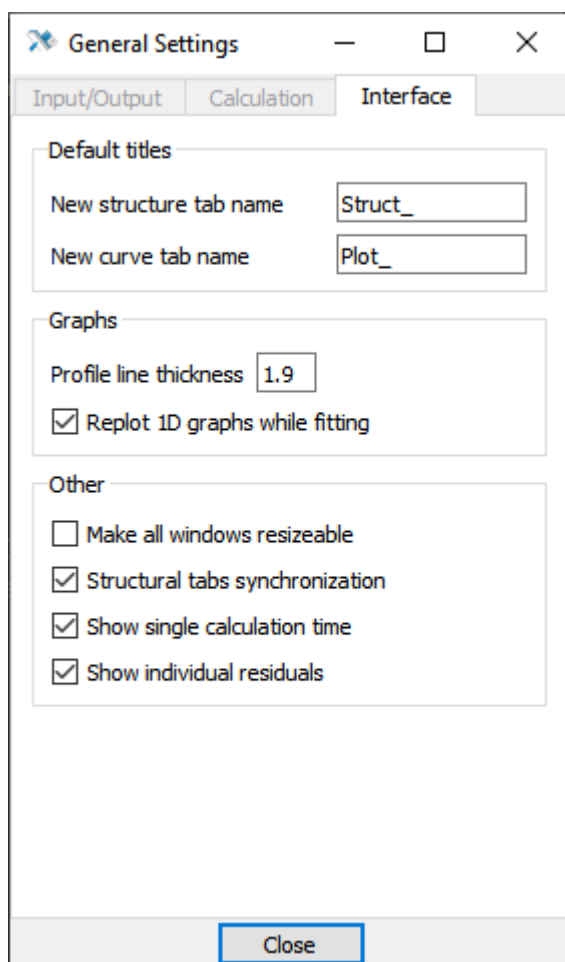 General Settings
Input/Output Calculation Interface
Default titles
New structure tab name Struct_
New curve tab name Plot_
Graphs
Profile line thickness 1.9
Replot 1D graphs while fitting
Other
Make all windows resizeable
Structural tabs synchronization
Show single calculation time
Show individual residuals
Close